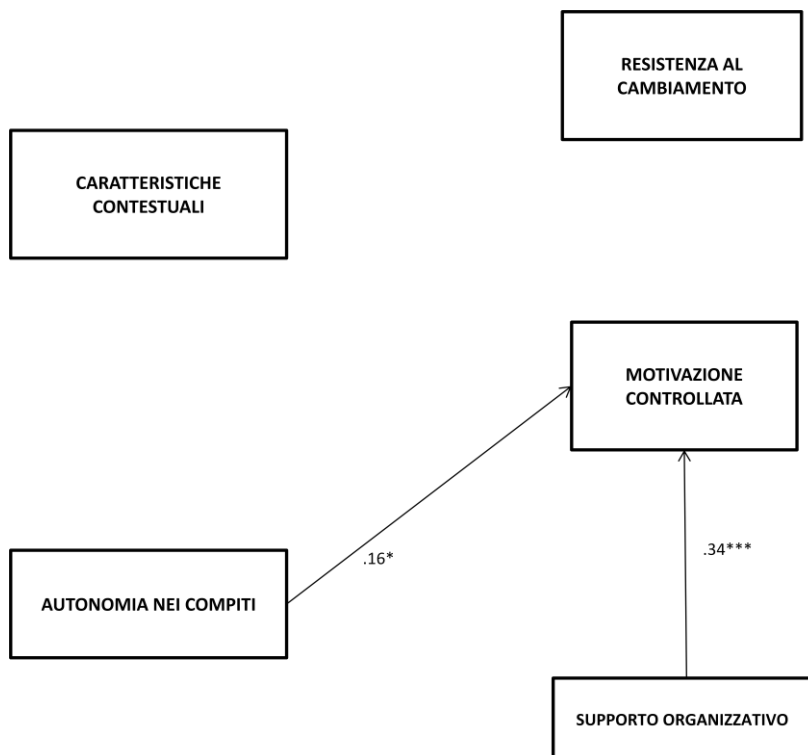 RESISTENZA AL
CAMBIAMENTO
CARATTERISTICHE
CONTESTUALI
MOTIVAZIONE
CONTROLLATA
.16*
.34***
AUTONOMIA NEI COMPITI
SUPPORTO ORGANIZZATIVO